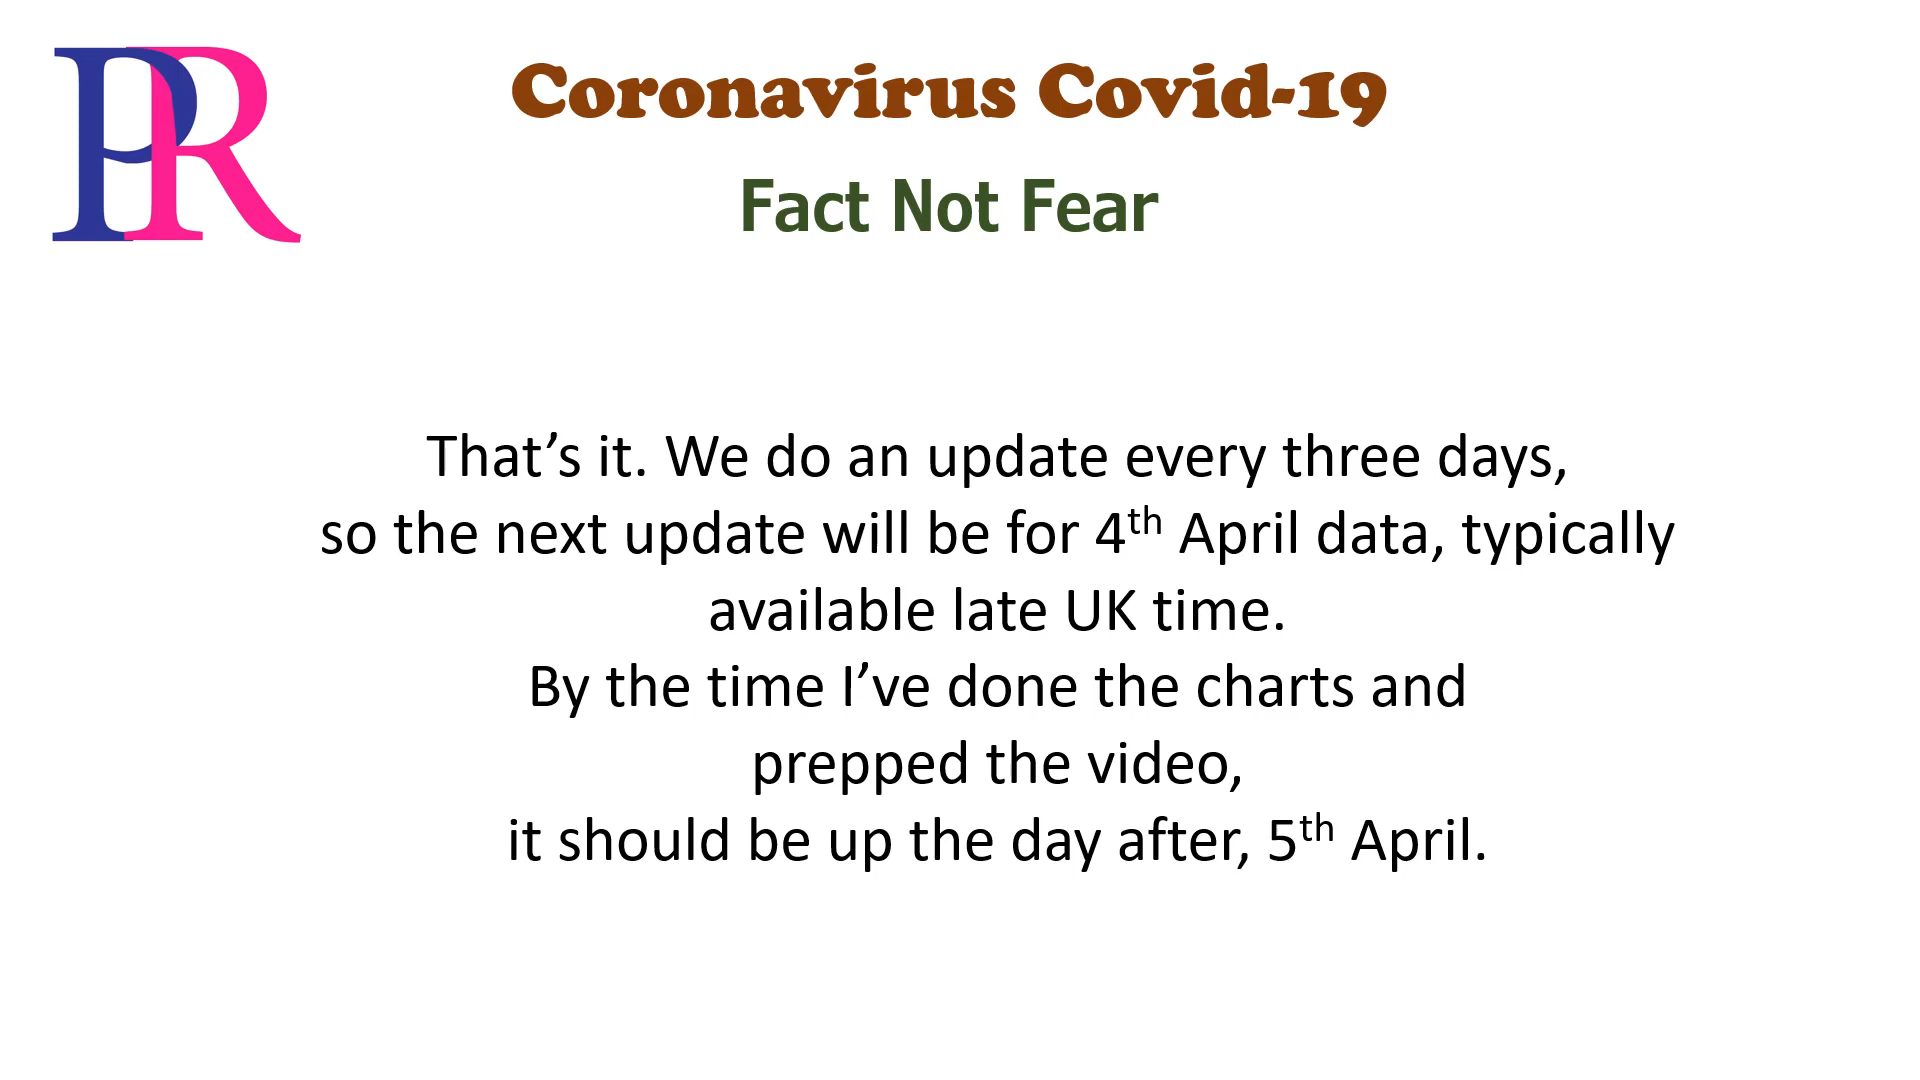 PR
Coronavirus Covid-19
Fact Not Fear
That’s it. We do an update every three days,
so the next update will be for 4th April data, typically
available late UK time.
By the time I’ve done the charts and
prepped the video,
it should be up the day after, 5th April.